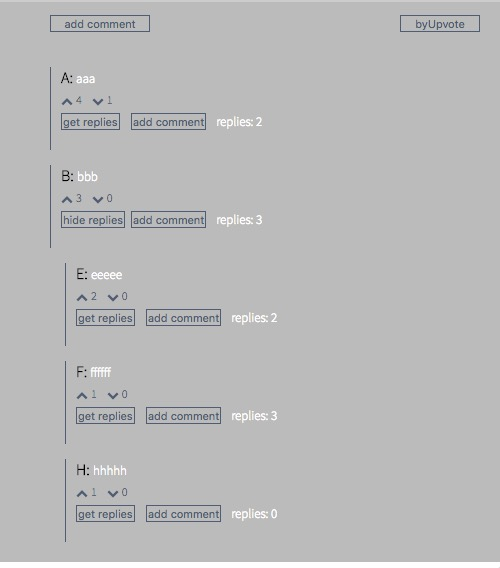 add comment byUpvote
A: aaa
4 1
get replies add comment replies: 2
B: bbb
3 0
hide replies add comment replies: 3
E: eeeee
2 0
get replies add comment replies: 2
F: ffffff
1 0
get replies add comment replies: 3
H: hhhhh
1 0
get replies add comment replies: 0